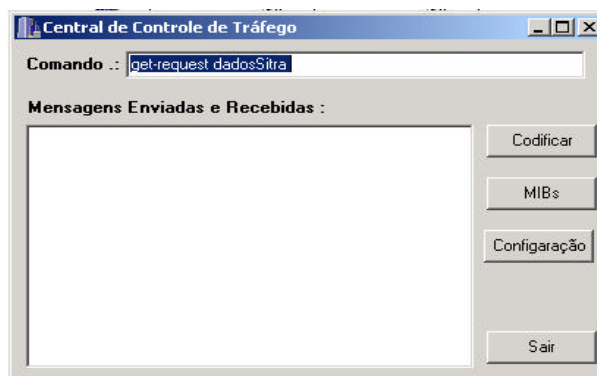 Central de Controle de Tráfego
Comando .: get-request dadosSitra
Mensagens Enviadas e Recebidas :
Codificar
MIBs
Configaração
Sair